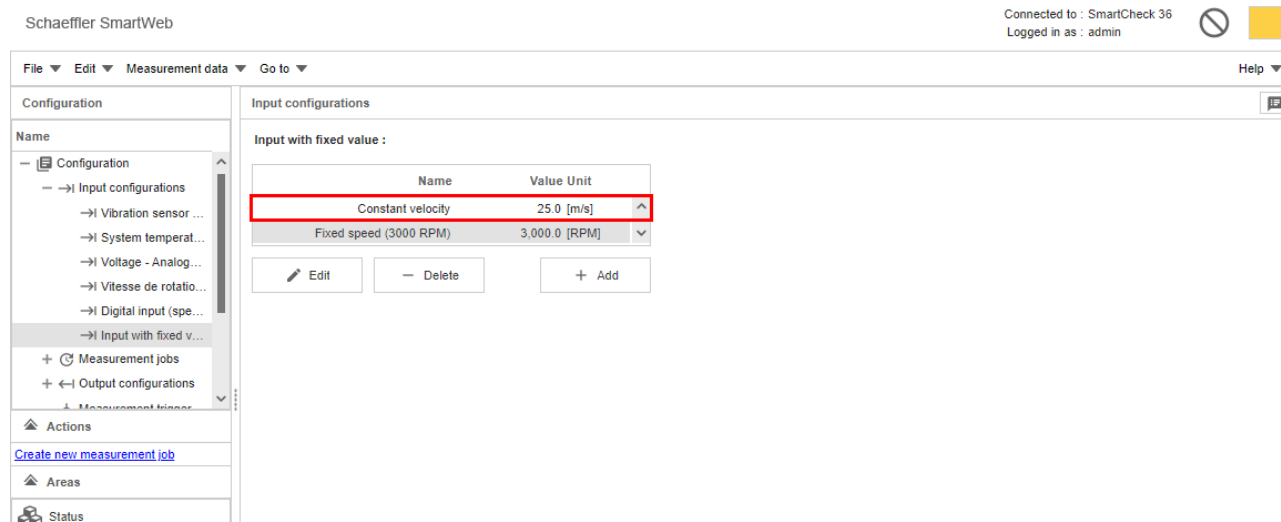 Schaeffler SmartWeb
Connected to : SmartCheck 36
Logged in as : admin
File Edit Measurement data Go to Help
Configuration
Input configurations
Name
Input with fixed value :
Configuration
Input configurations
Vibration sensor ...
System temperat...
Voltage - Analog...
Vitesse de rotatio...
Digital input (spe...
Input with fixed v...
Measurement jobs
Output configurations
Measurement trigger
Name Value Unit
Constant velocity 25.0 [m/s]
Fixed speed (3000 RPM) 3,000.0 [RPM]
Edit Delete Add
Actions
Create new measurement job
Areas
Status